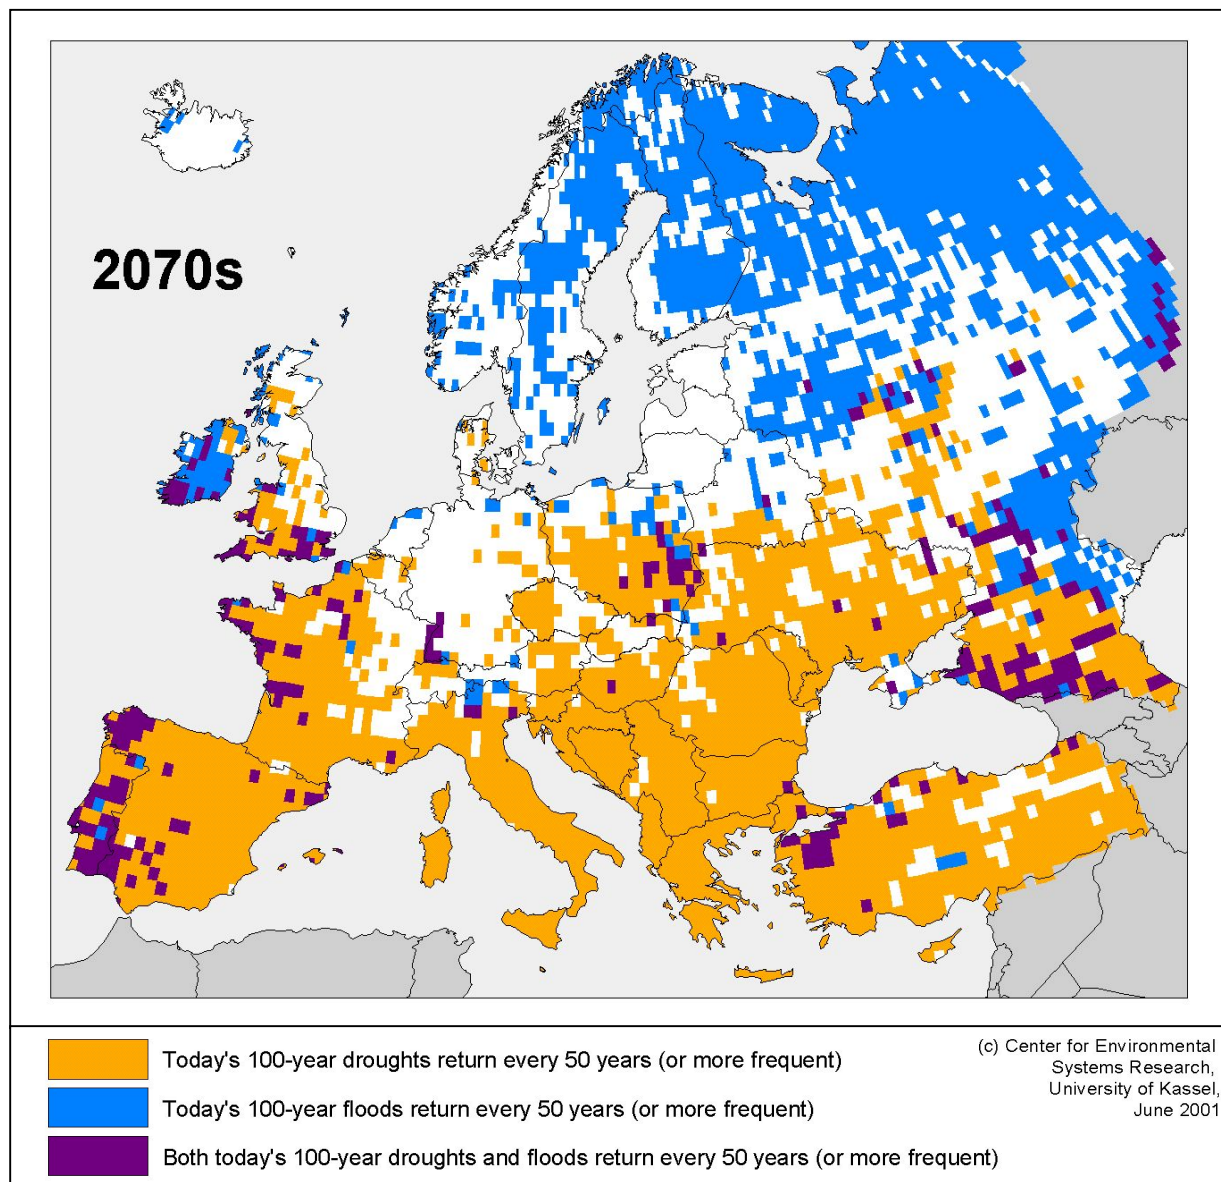 2070s
Today's 100-year droughts return every 50 years (or more frequent)
Today's 100-year floods return every 50 years (or more frequent)
Both today's 100-year droughts and floods return every 50 years (or more frequent)
(c) Center for Environmental
Systems Research,
University of Kassel,
June 2001